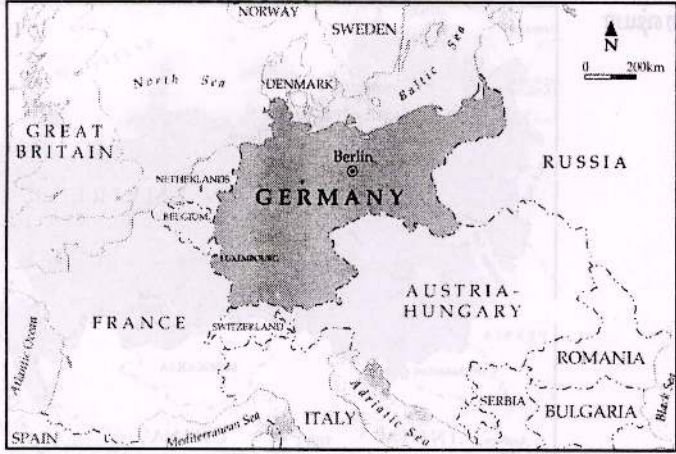 NORWAY
SWEDEN
N
0 200km
North Sea
DENMARK
Baltic Sea
GREAT
BRITAIN
Berlin
RUSSIA
NETHERLANDS
GERMANY
BELGIUM
LUXEMBOURG
AUSTRIA-
HUNGARY
FRANCE
SWITZERLAND
Atlantic Ocean
ROMANIA
SERBIA
BULGARIA
Black Sea
ITALY
Adriatic Sea
Mediterranean Sea
SPAIN